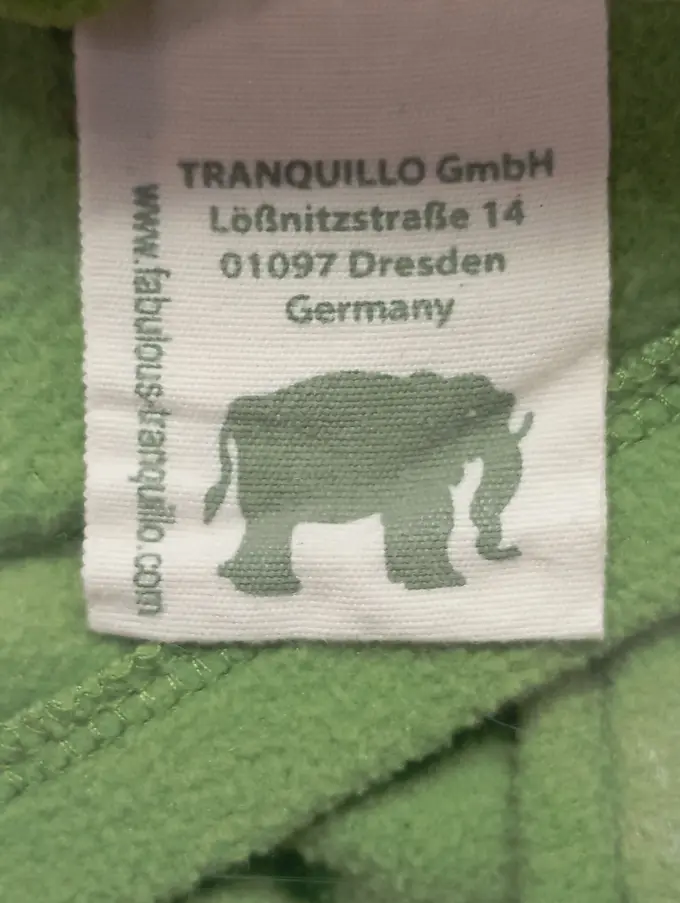 TRANQUILLO GmbH
Lößnitzstraße 14
01097 Dresden
Germany
www.fabulous-tranquillo.com